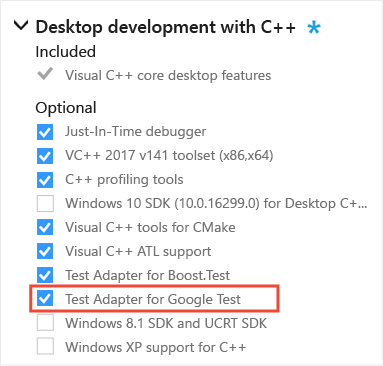 Desktop development with C++ *
Included
Visual C++ core desktop features
Optional
Just-In-Time debugger
VC++ 2017 v141 toolset (x86,x64)
C++ profiling tools
Windows 10 SDK (10.0.16299.0) for Desktop C+...
Visual C++ tools for CMake
Visual C++ ATL support
Test Adapter for Boost.Test
Test Adapter for Google Test
Windows 8.1 SDK and UCRT SDK
Windows XP support for C++